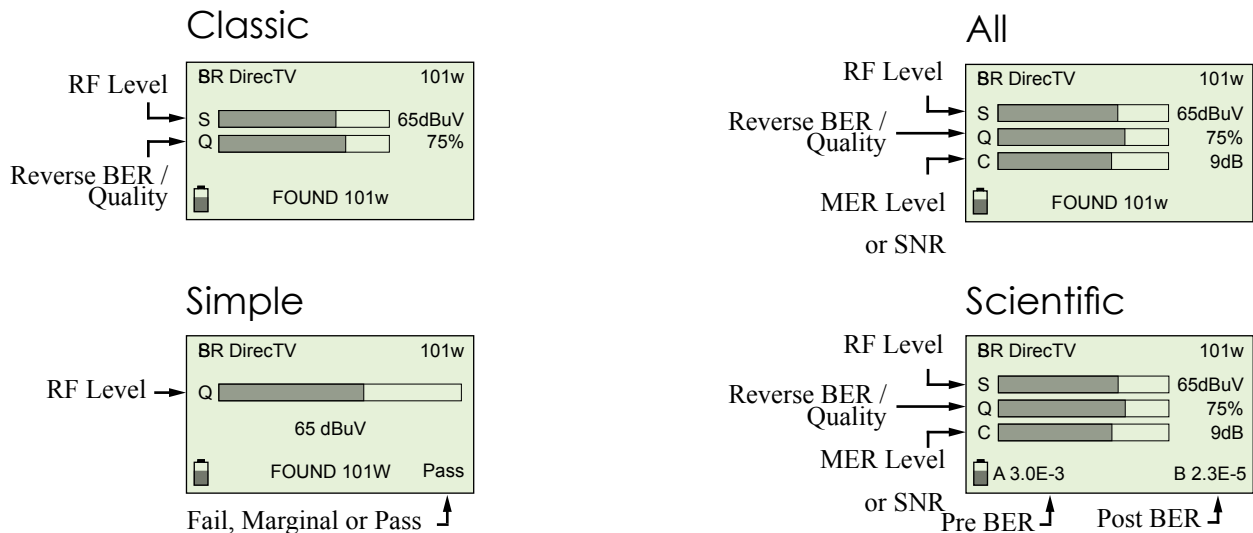 Classic
RF Level
Reverse BER /
Quality
BR DirecTV 101w
S 65dBuV
Q 75%
FOUND 101w
All
RF Level
Reverse BER /
Quality
MER Level
or SNR
BR DirecTV 101w
S 65dBuV
Q 75%
C 9dB
FOUND 101w
Simple
RF Level
BR DirecTV 101w
Q
65 dBuV
FOUND 101W Pass
Fail, Marginal or Pass
Scientific
RF Level
Reverse BER /
Quality
MER Level
or SNR
BR DirecTV 101w
S 65dBuV
Q 75%
C 9dB
A 3.0E-3 B 2.3E-5
Pre BER Post BER